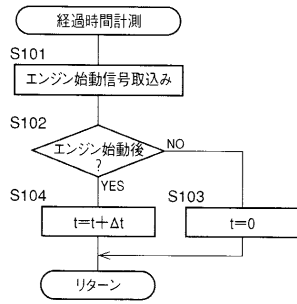 経過時間計測
S101
エンジン始動信号取込み
S102
エンジン始動後
?
NO
YES
S104
S103
t=t+Δt
t=0
リターン